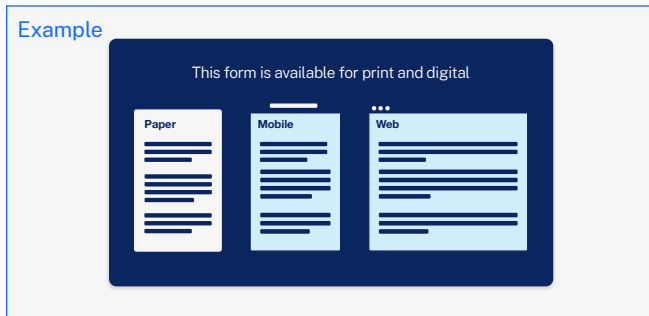 Example
This form is available for print and digital
Paper
Mobile
Web